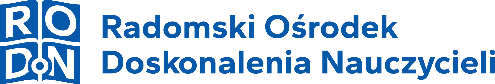 RO
DN
Radomski Ośrodek
Doskonalenia Nauczycieli